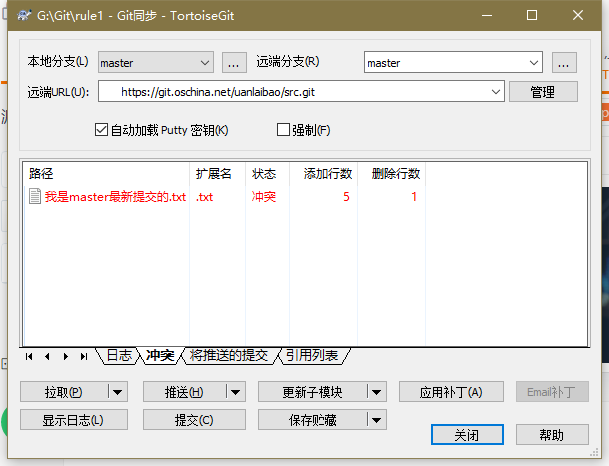 G:\Git\rule1 - Git同步 - TortoiseGit
本地分支(L) master ... 远端分支(R) master ...
远端URL(U): https://git.oschina.net/uanlaibao/src.git 管理
自动加载 Putty 密钥(K) 强制(F)
路径 扩展名 状态 添加行数 删除行数
我是master最新提交的.txt .txt 冲突 5 1
日志 冲突 将推送的提交 引用列表
拉取(P) 推送(H) 更新子模块 应用补丁(A) Email补丁
显示日志(L) 提交(C) 保存贮藏
关闭 帮助